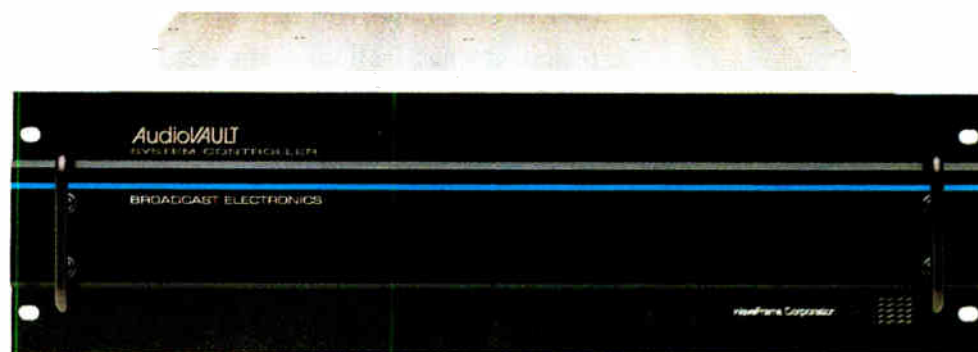 AudioVAULT
SYSTEM CONTROLLER
BROADCAST ELECTRONICS
WaveFrame Corporation